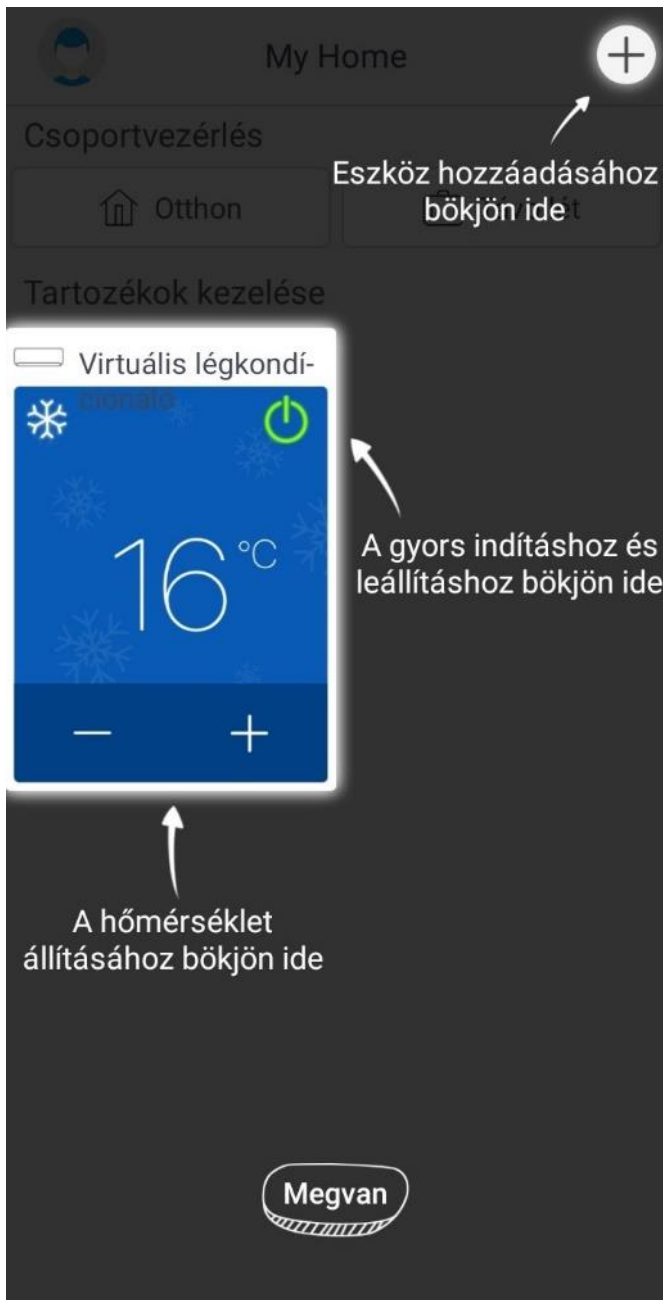 My Home
Csoportvezérlés
Eszköz hozzáadásához
bökjön ide
Otthon
Tartozékok kezelése
Virtuális légkondí-
cionáló
16 °C
A gyors indításhoz és
leállításhoz bökjön ide
A hőmérséklet
állításához bökjön ide
Megvan